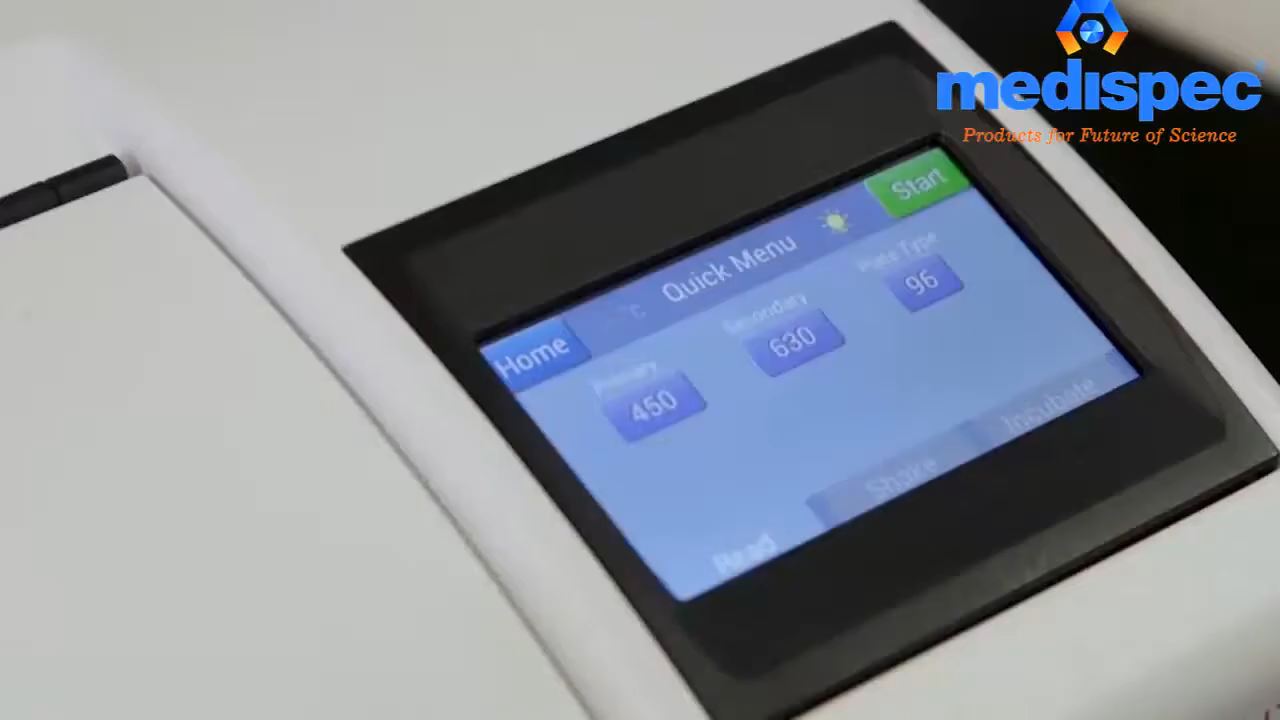 medispec
Products for Future of Science
Start
Quick Menu
°C
Home
Plate Type
96
Secondary
630
Primary
450
Incubate
Shake
Read